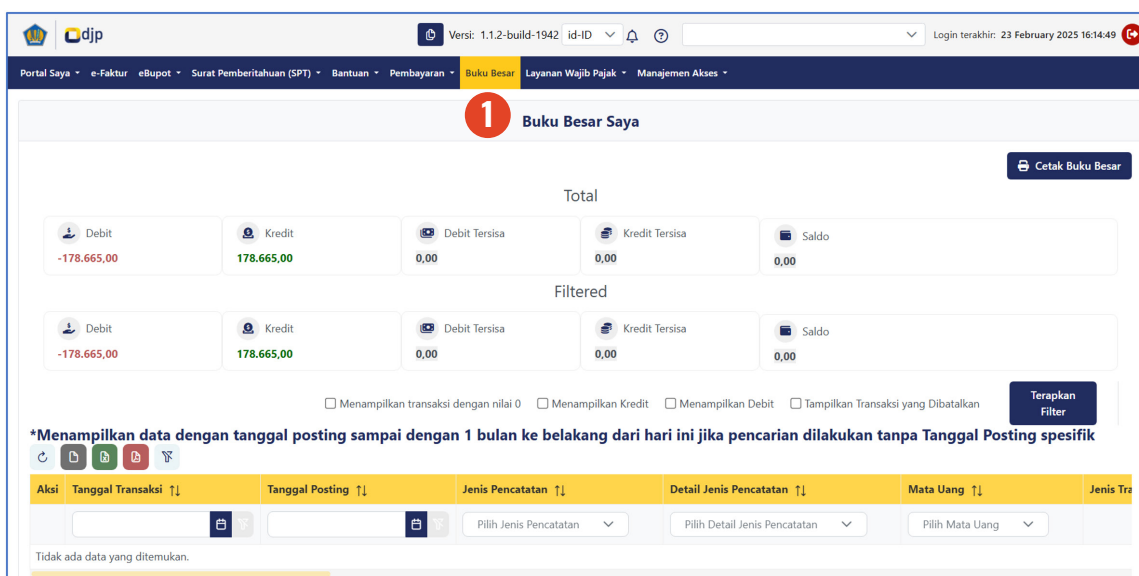 djp Versi: 1.1.2-build-1942 id-ID Login terakhir: 23 February 2025 16:14:49
Portal Saya e-Faktur eBupot Surat Pemberitahuan (SPT) Bantuan Pembayaran Buku Besar Layanan Wajib Pajak Manajemen Akses
1 Buku Besar Saya
Cetak Buku Besar
Total
Debit Kredit Debit Tersisa Kredit Tersisa Saldo
-178.665,00 178.665,00 0,00 0,00 0,00
Filtered
Debit Kredit Debit Tersisa Kredit Tersisa Saldo
-178.665,00 178.665,00 0,00 0,00 0,00
Menampilkan transaksi dengan nilai 0 Menampilkan Kredit Menampilkan Debit Tampilkan Transaksi yang Dibatalkan Terapkan Filter
*Menampilkan data dengan tanggal posting sampai dengan 1 bulan ke belakang dari hari ini jika pencarian dilakukan tanpa Tanggal Posting spesifik
Aksi Tanggal Transaksi Tanggal Posting Jenis Pencatatan Detail Jenis Pencatatan Mata Uang Jenis Tra
Pilih Jenis Pencatatan Pilih Detail Jenis Pencatatan Pilih Mata Uang
Tidak ada data yang ditemukan.